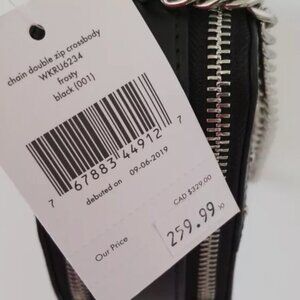 chain double zip crossbody
WKRU6234
frosty
black (001)
7 67883 44912 7
debuted on 09-06-2019
CAD $329.00
Our Price
259.99